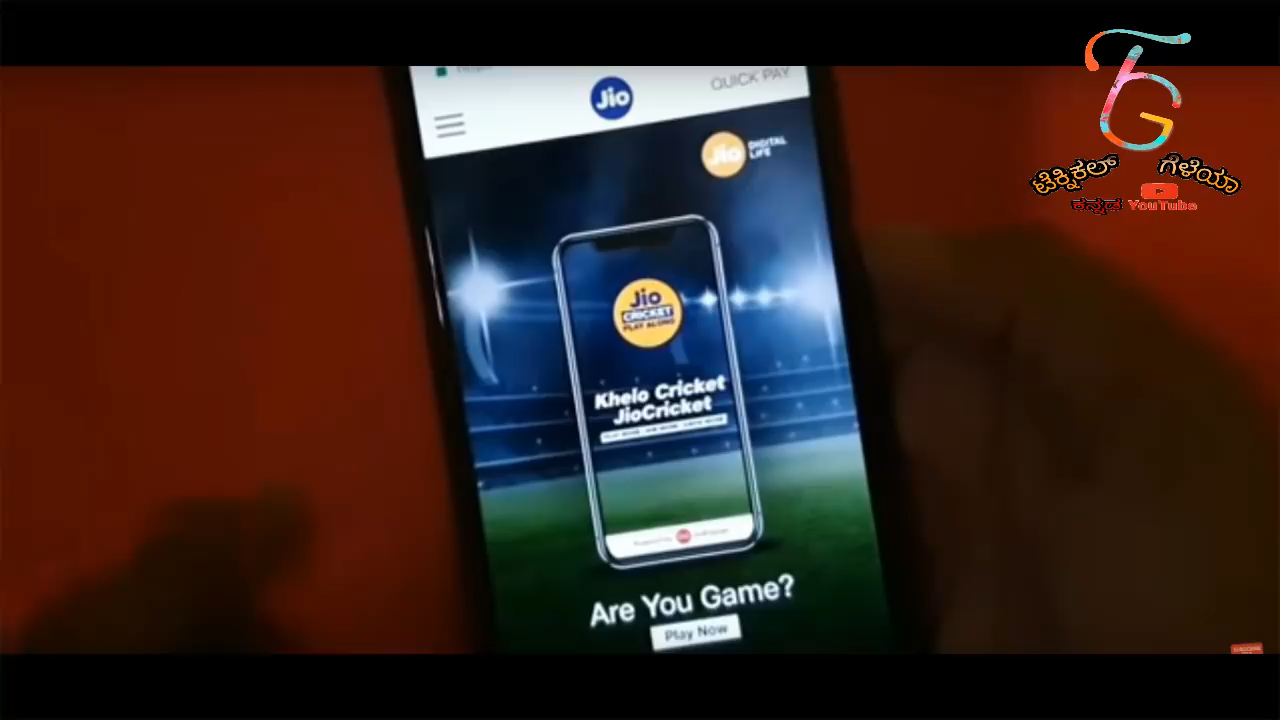 QUICK PAY
Jio
Jio DIGITAL
LIFE
Jio
CRICKET
PLAY ALONG
Khelo Cricket
JioCricket
Are You Game?
Play Now
ಟೆಕ್ನಿಕಲ್ ಗೆಳೆಯಾ
ಕನ್ನಡ YouTube